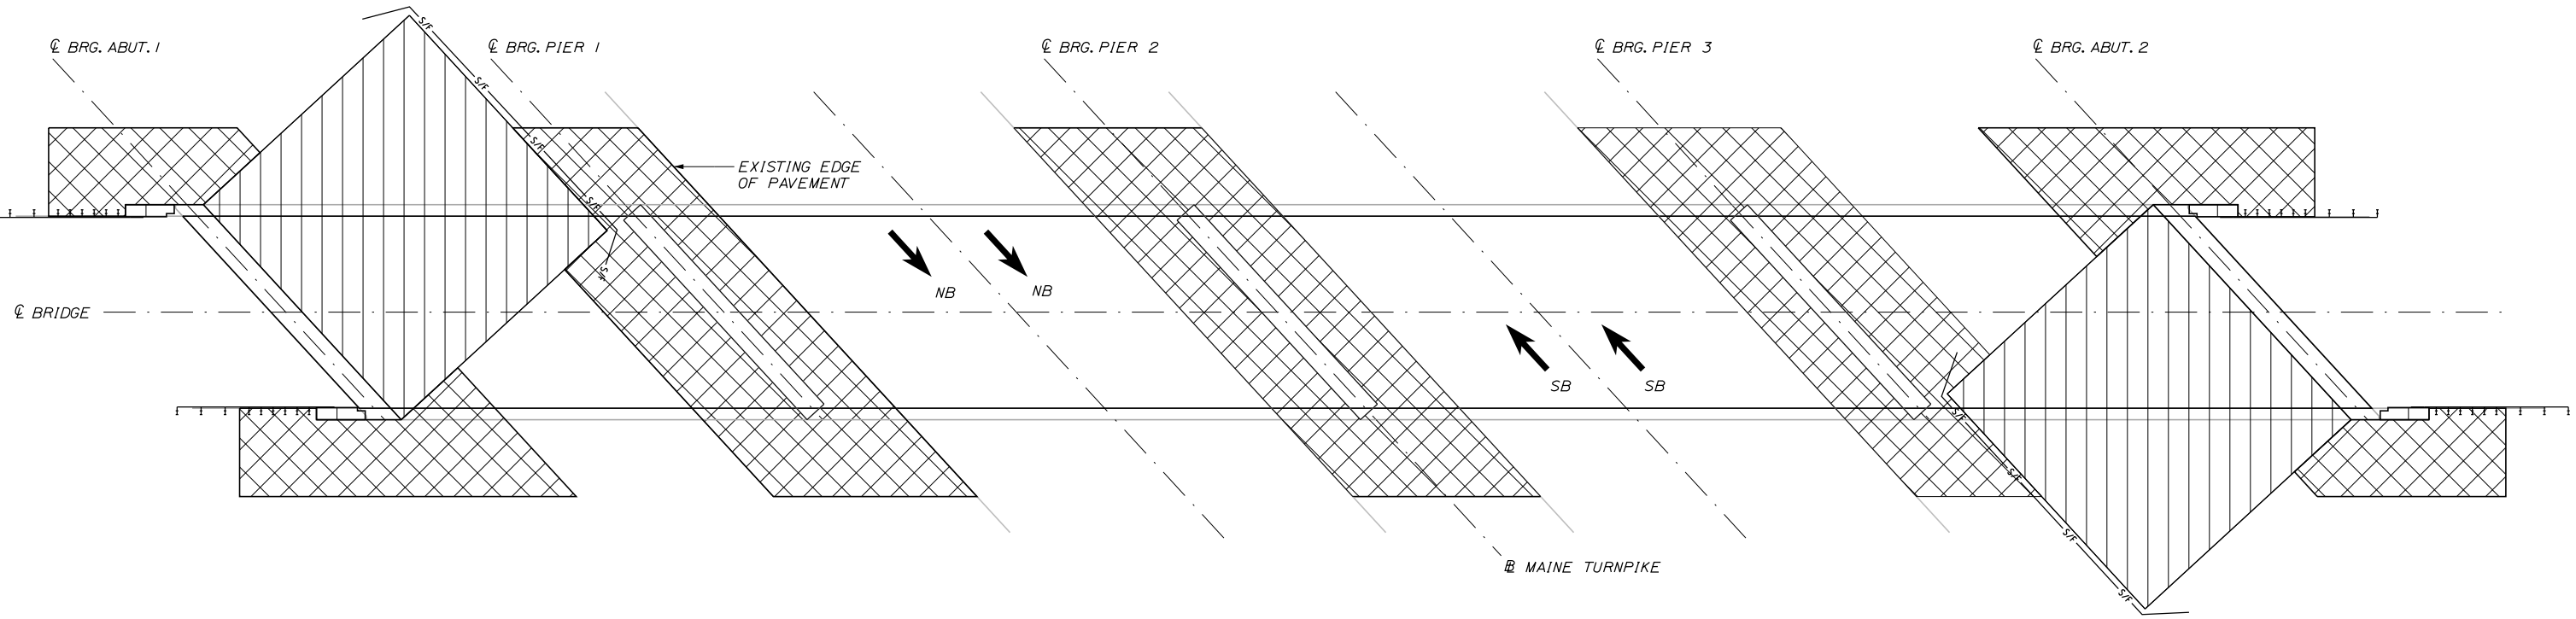 ℄ BRG. ABUT. 1
℄ BRG. PIER 1
℄ BRG. PIER 2
℄ BRG. PIER 3
℄ BRG. ABUT. 2
S/F
S/F
S/F
S/F
S/F
EXISTING EDGE
OF PAVEMENT
NB
NB
℄ BRIDGE
SB
SB
S/F
S/F
S/F
S/F
℄ MAINE TURNPIKE